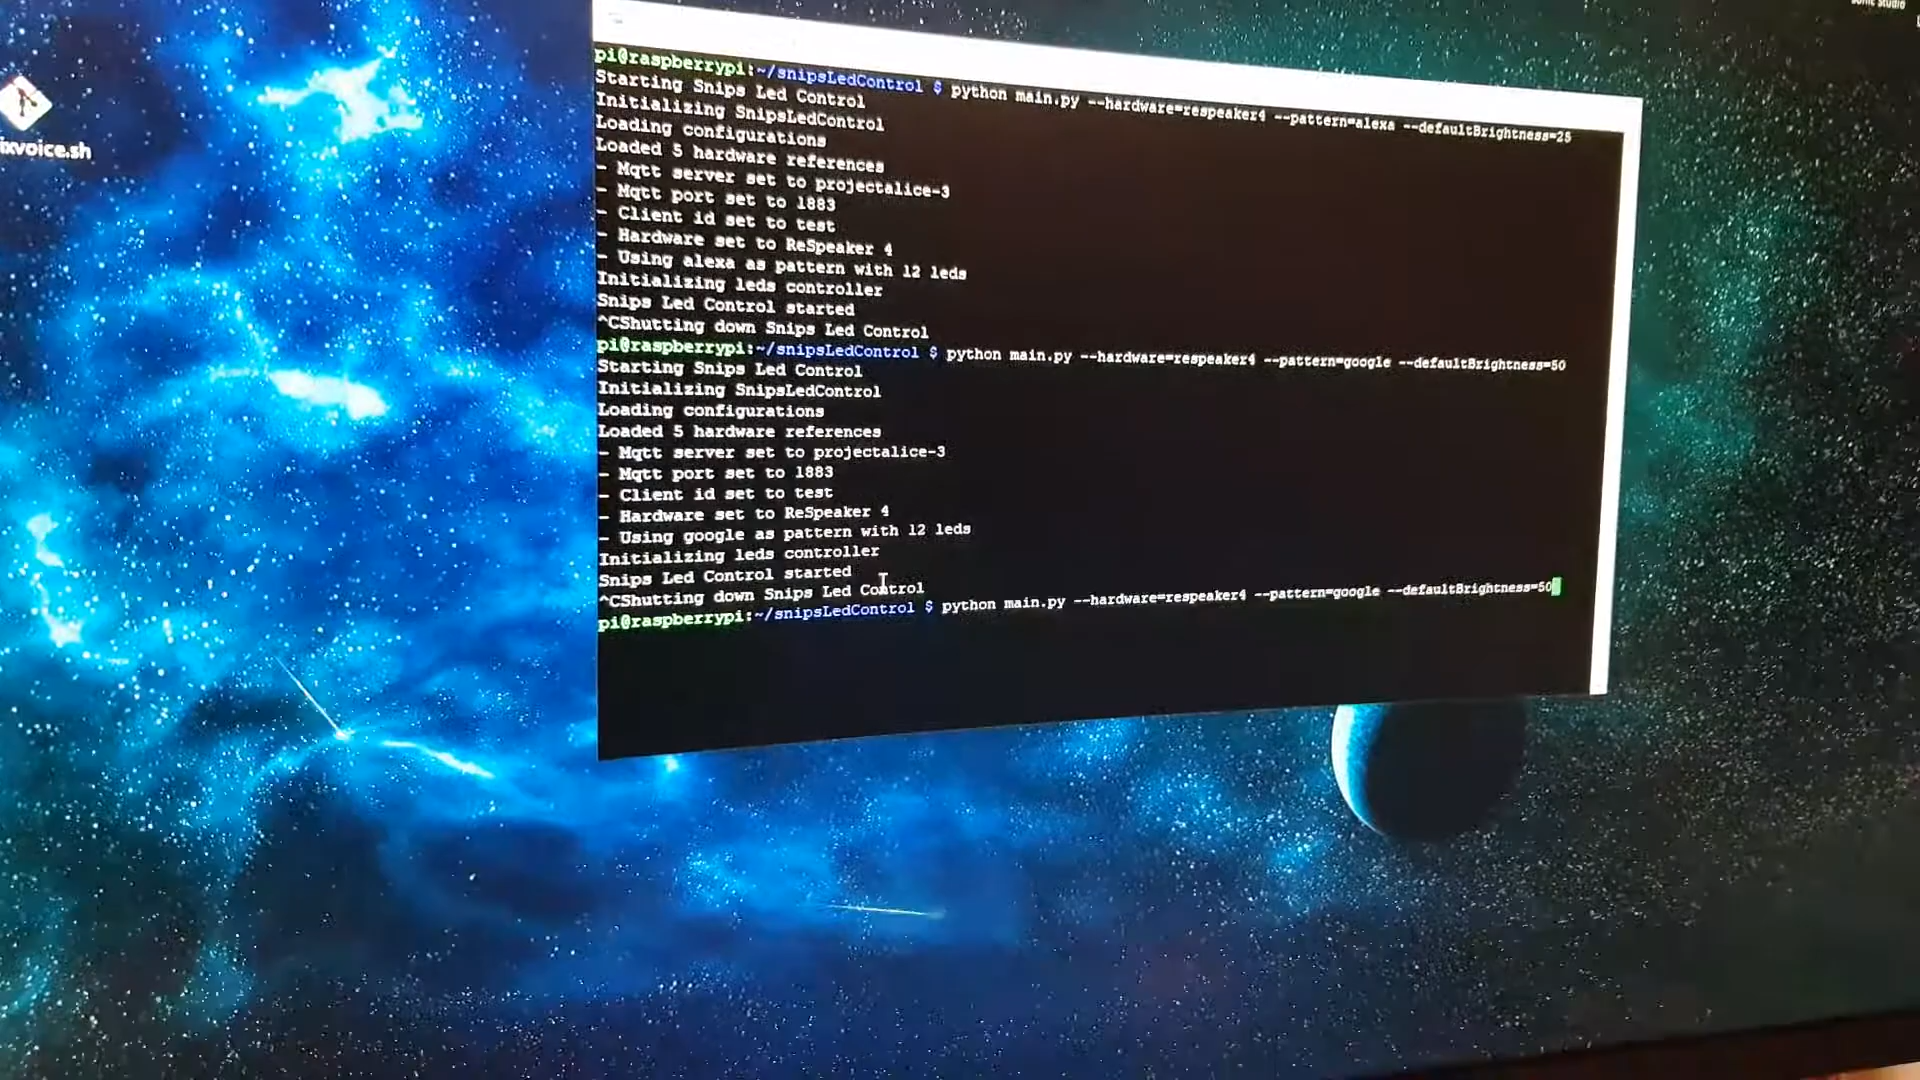 Sonic Studio
ixvoice.sh
pi@raspberrypi:~/snipsLedControl $ python main.py --hardware=respeaker4 --pattern=alexa --defaultBrightness=25
Starting Snips Led Control
Initializing SnipsLedControl
Loading configurations
Loaded 5 hardware references
- Mqtt server set to projectalice-3
- Mqtt port set to 1883
- Client id set to test
- Hardware set to ReSpeaker 4
- Using alexa as pattern with 12 leds
Initializing leds controller
Snips Led Control started
^CShutting down Snips Led Control
pi@raspberrypi:~/snipsLedControl $ python main.py --hardware=respeaker4 --pattern=google --defaultBrightness=50
Starting Snips Led Control
Initializing SnipsLedControl
Loading configurations
Loaded 5 hardware references
- Mqtt server set to projectalice-3
- Mqtt port set to 1883
- Client id set to test
- Hardware set to ReSpeaker 4
- Using google as pattern with 12 leds
Initializing leds controller
Snips Led Control started
^CShutting down Snips Led Control
pi@raspberrypi:~/snipsLedControl $ python main.py --hardware=respeaker4 --pattern=google --defaultBrightness=50